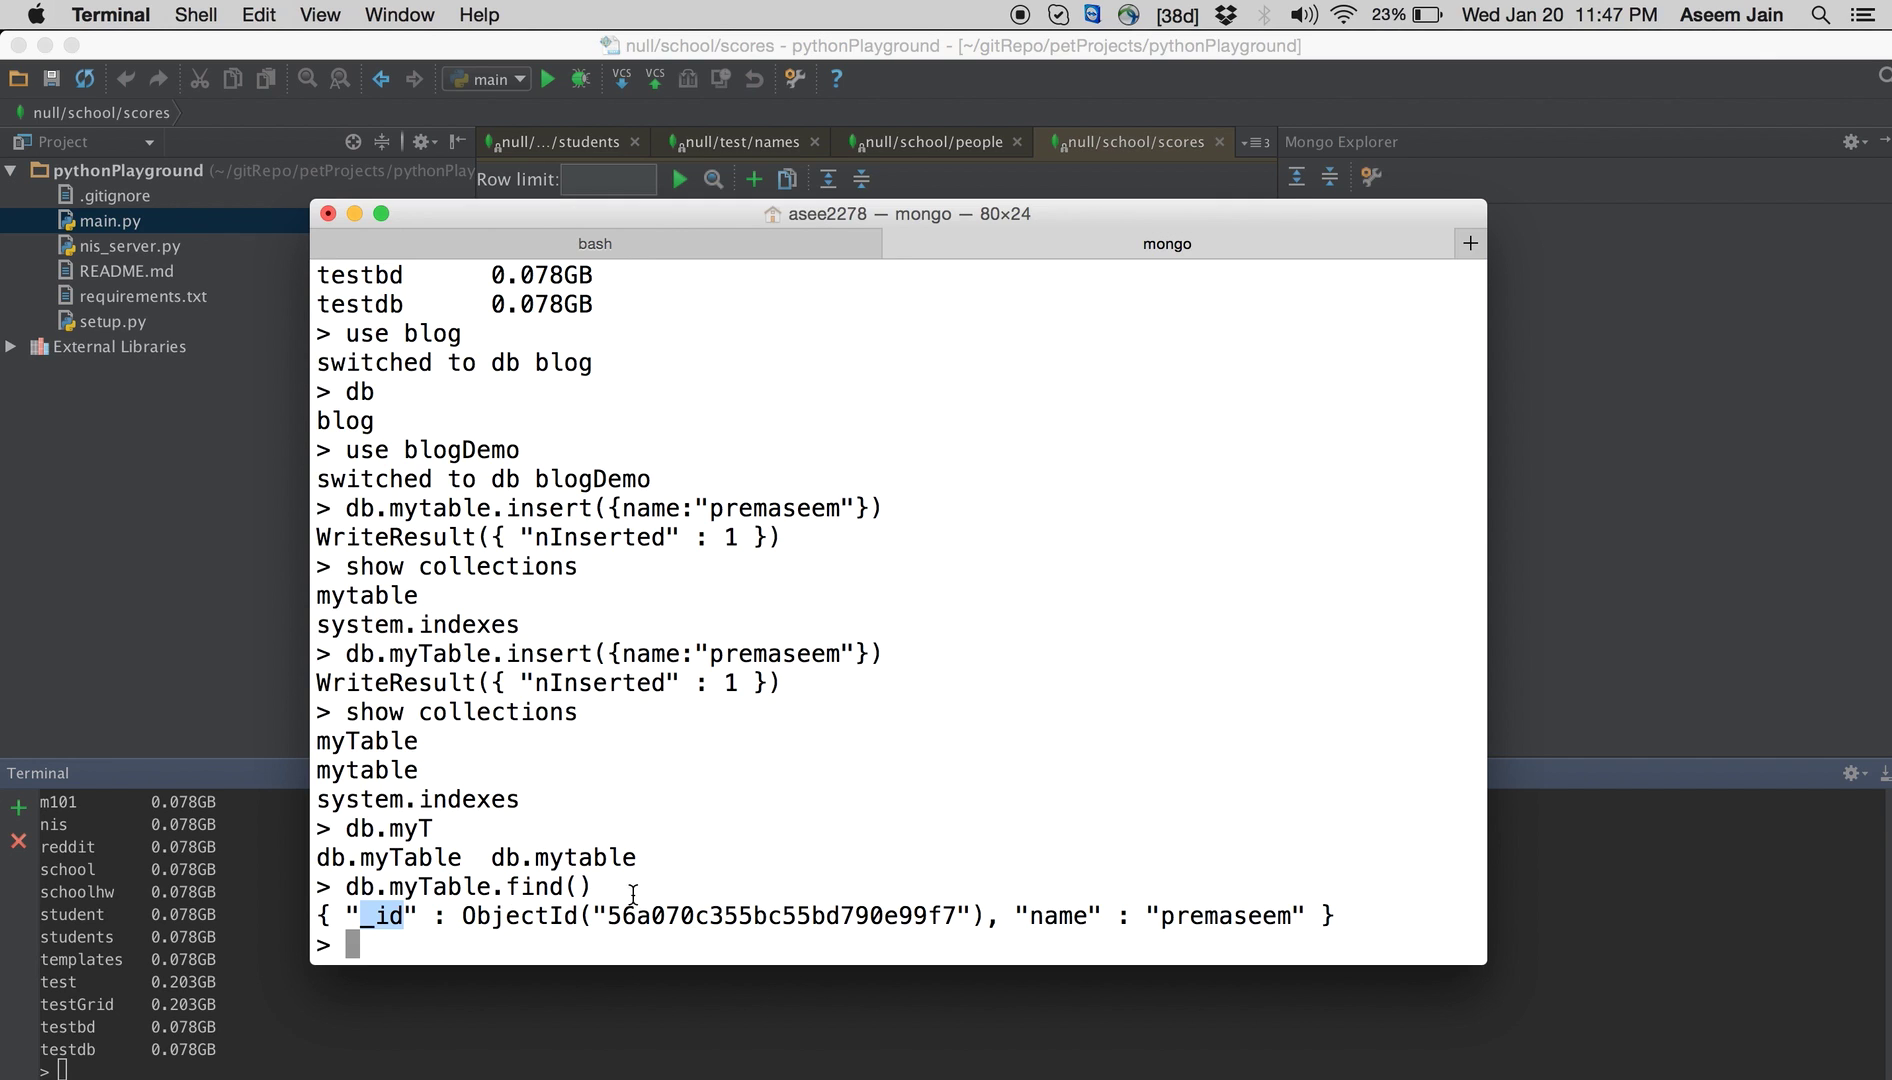 Terminal Shell Edit View Window Help [38d] 23% Wed Jan 20 11:47 PM Aseem Jain
null/school/scores - pythonPlayground - [~/gitRepo/petProjects/pythonPlayground]
main VCS VCS ?
null/school/scores
Project null/.../students null/test/names null/school/people null/school/scores 3 Mongo Explorer
pythonPlayground (~/gitRepo/petProjects/pythonPlay
Row limit:
.gitignore
main.py
nis_server.py
README.md
requirements.txt
setup.py
External Libraries
asee2278 — mongo — 80×24
bash mongo +
testbd 0.078GB
testdb 0.078GB
> use blog
switched to db blog
> db
blog
> use blogDemo
switched to db blogDemo
> db.mytable.insert({name:"premaseem"})
WriteResult({ "nInserted" : 1 })
> show collections
mytable
system.indexes
> db.myTable.insert({name:"premaseem"})
WriteResult({ "nInserted" : 1 })
> show collections
myTable
mytable
system.indexes
> db.myT
db.myTable db.mytable
> db.myTable.find()
{ "_id" : ObjectId("56a070c355bc55bd790e99f7"), "name" : "premaseem" }
>
Terminal
m101 0.078GB
nis 0.078GB
reddit 0.078GB
school 0.078GB
schoolhw 0.078GB
student 0.078GB
students 0.078GB
templates 0.078GB
test 0.203GB
testGrid 0.203GB
testbd 0.078GB
testdb 0.078GB
>